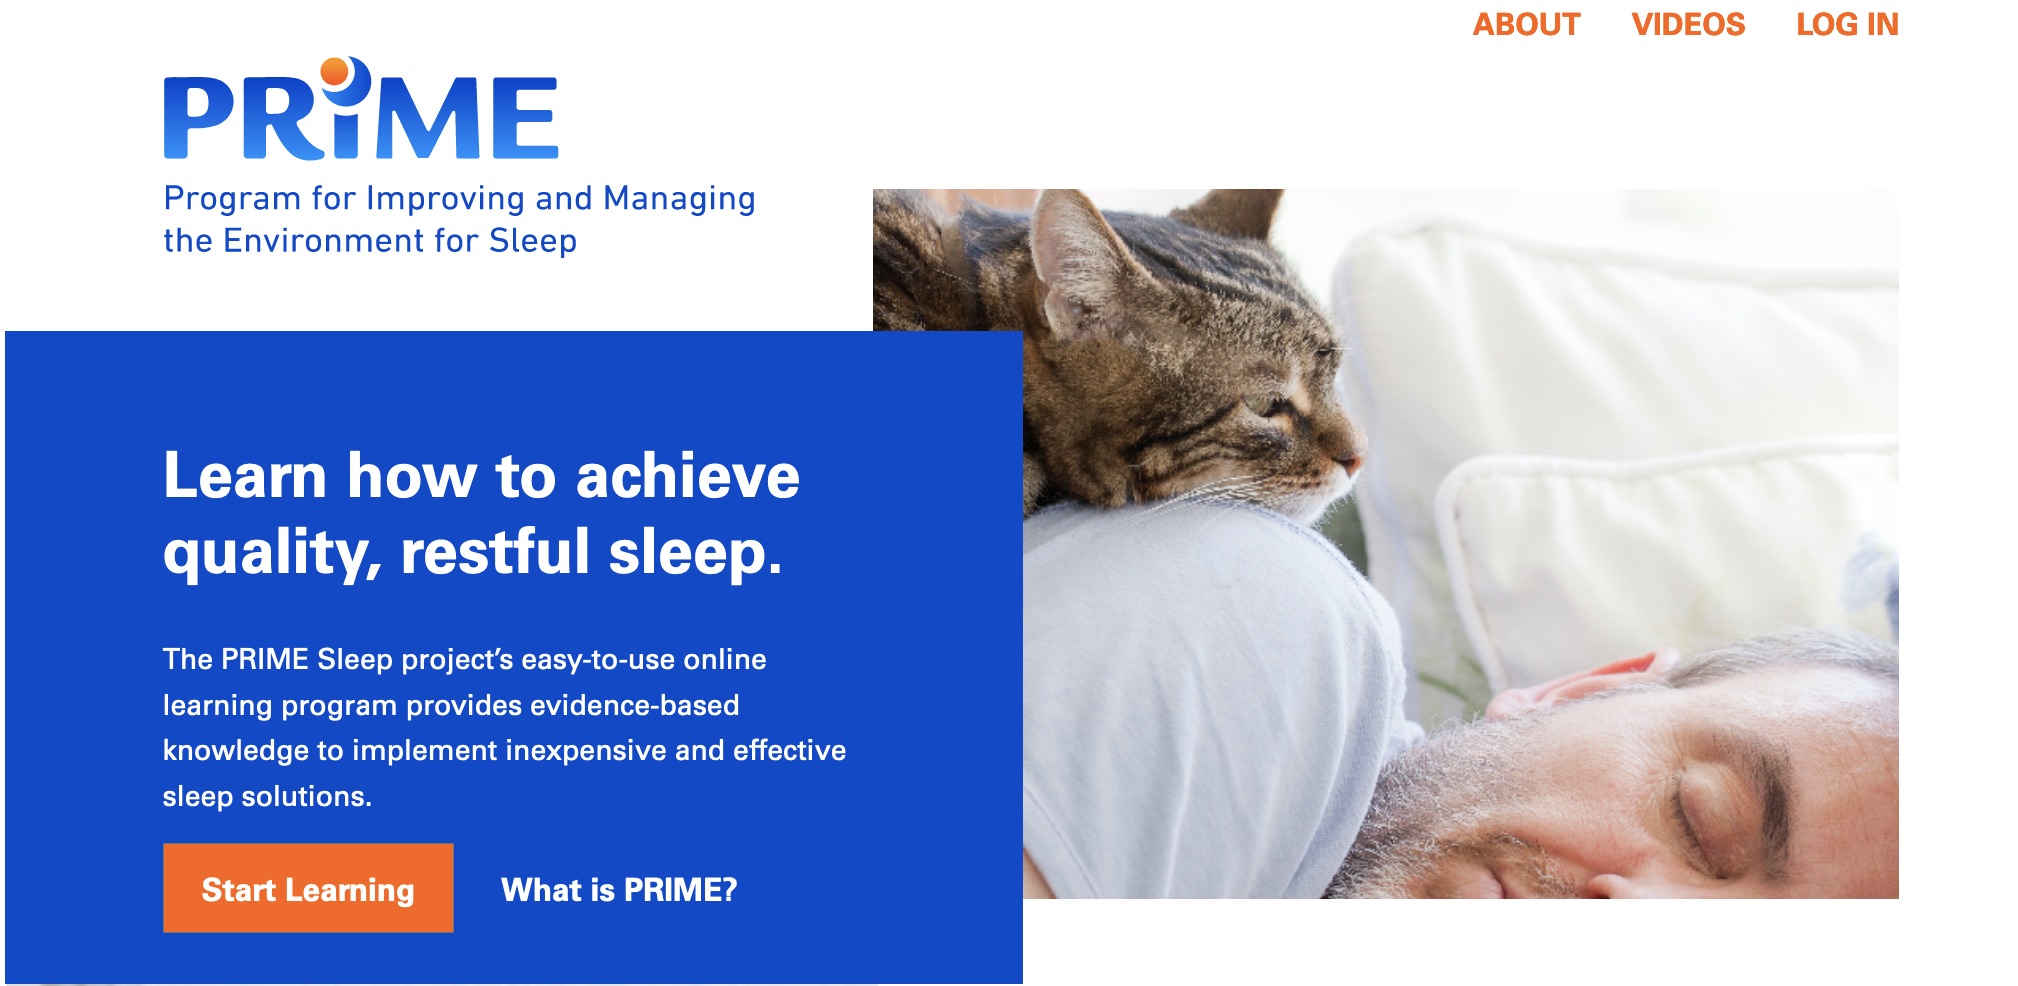 ABOUT VIDEOS LOG IN
PRiME
Program for Improving and Managing
the Environment for Sleep
Learn how to achieve
quality, restful sleep.
The PRIME Sleep project’s easy-to-use online
learning program provides evidence-based
knowledge to implement inexpensive and effective
sleep solutions.
Start Learning What is PRIME?